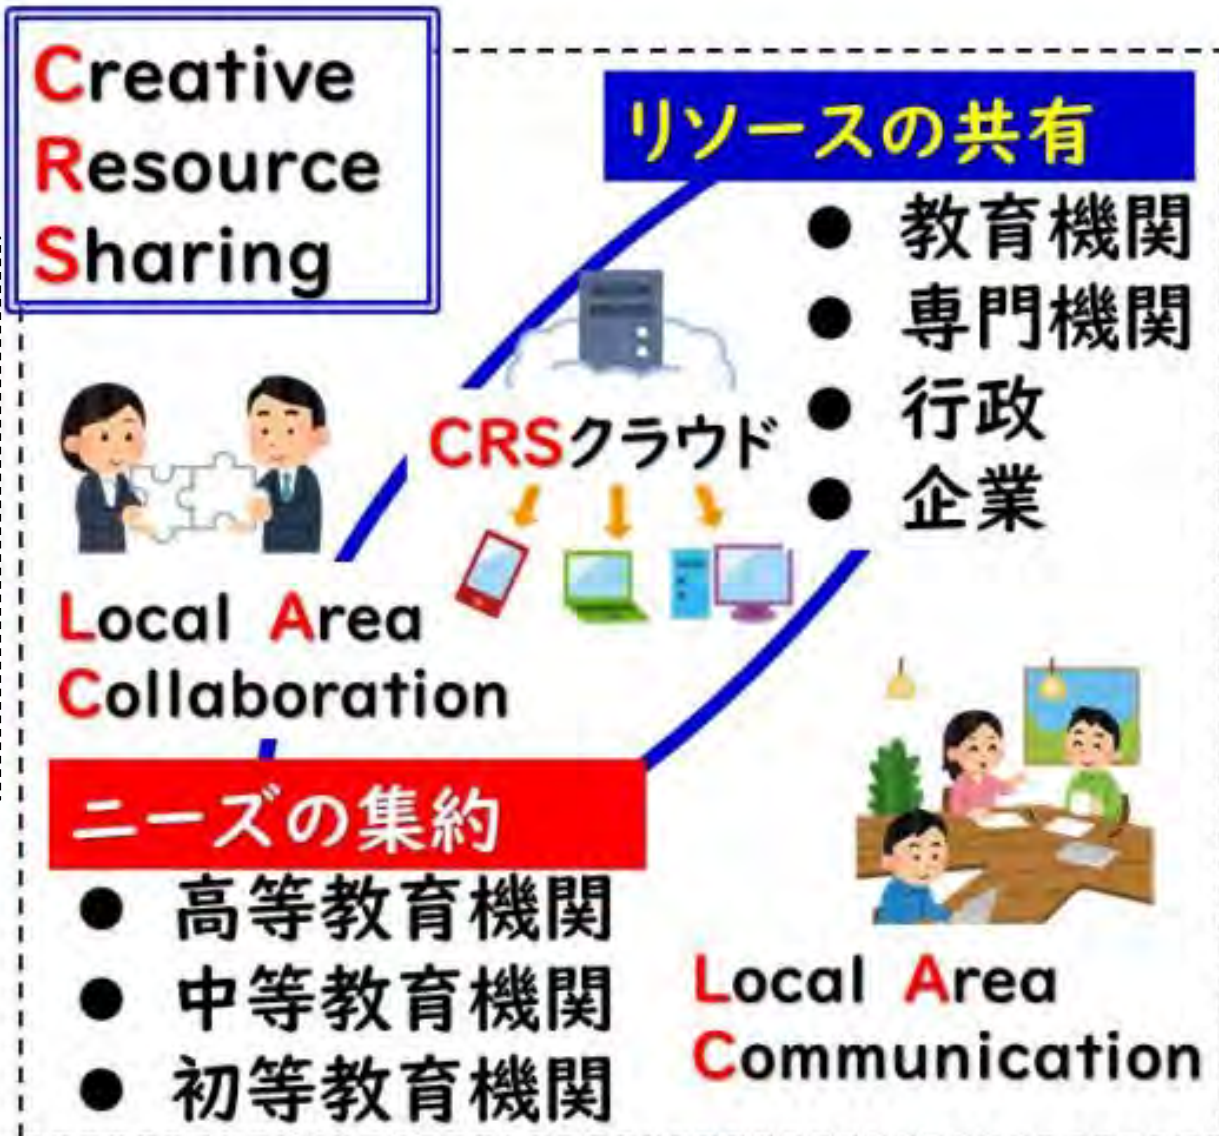 Creative
Resource
Sharing
リソースの共有
● 教育機関
● 専門機関
● 行政
● 企業
CRSクラウド
Local Area
Collaboration
ニーズの集約
● 高等教育機関
● 中等教育機関
● 初等教育機関
Local Area
Communication